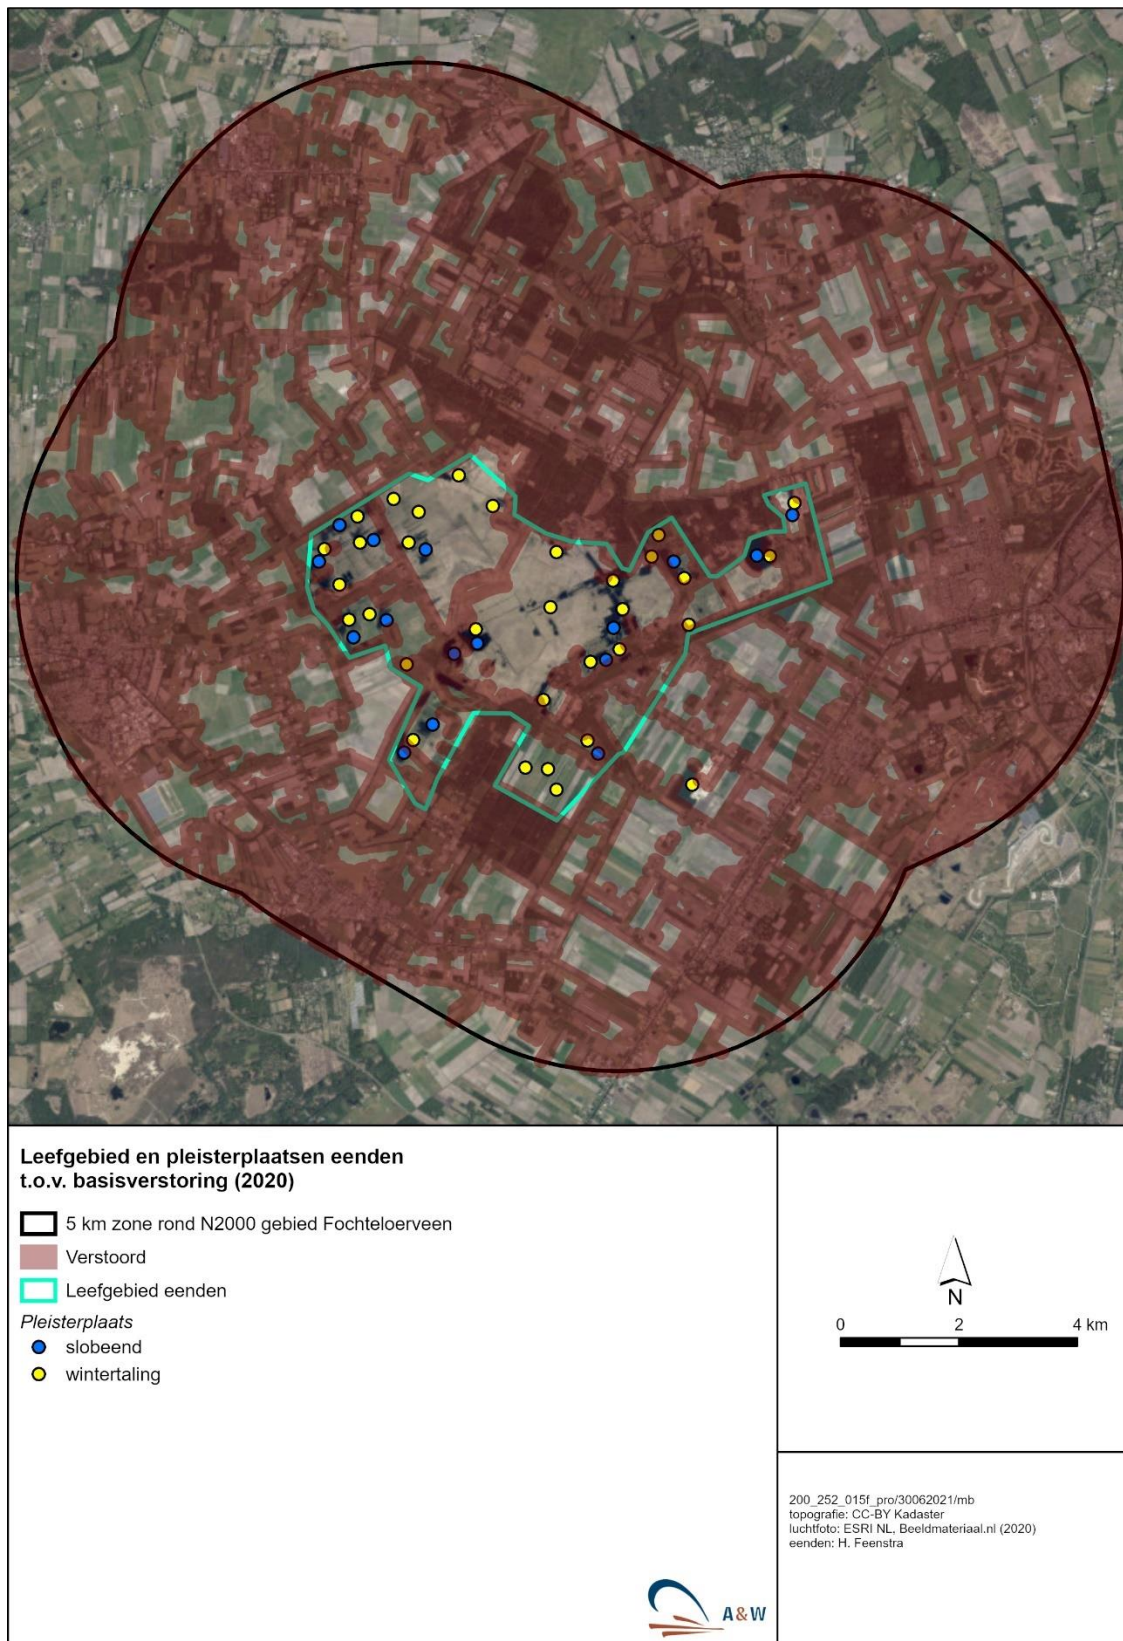 Leefgebied en pleisterplaatsen eenden
t.o.v. basisverstoring (2020)
5 km zone rond N2000 gebied Fochteloerveen
Verstoord
Leefgebied eenden
Pleisterplaats
slobeend
wintertaling
N
0 2 4 km
200_252_015f_pro/30062021/mb
topografie: CC-BY Kadaster
luchtfoto: ESRI NL, Beeldmateriaal.nl (2020)
eenden: H. Feenstra
A&W